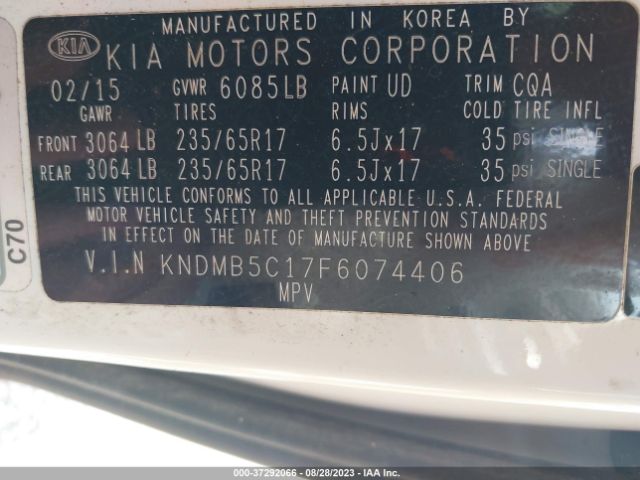 MANUFACTURED IN KOREA BY
KIA KIA MOTORS CORPORATION
02/15 GVWR 6085LB PAINT UD TRIM CQA
GAWR TIRES RIMS COLD TIRE INFL
FRONT 3064 LB 235/65R17 6.5Jx17 35 psi SINGLE
REAR 3064 LB 235/65R17 6.5Jx17 35 psi SINGLE
THIS VEHICLE CONFORMS TO ALL APPLICABLE U.S.A. FEDERAL
MOTOR VEHICLE SAFETY AND THEFT PREVENTION STANDARDS
IN EFFECT ON THE DATE OF MANUFACTURE SHOWN ABOVE
V.I.N KNDMB5C17F6074406
MPV
C70
000-37292066 - 08/28/2023 - IAA Inc.